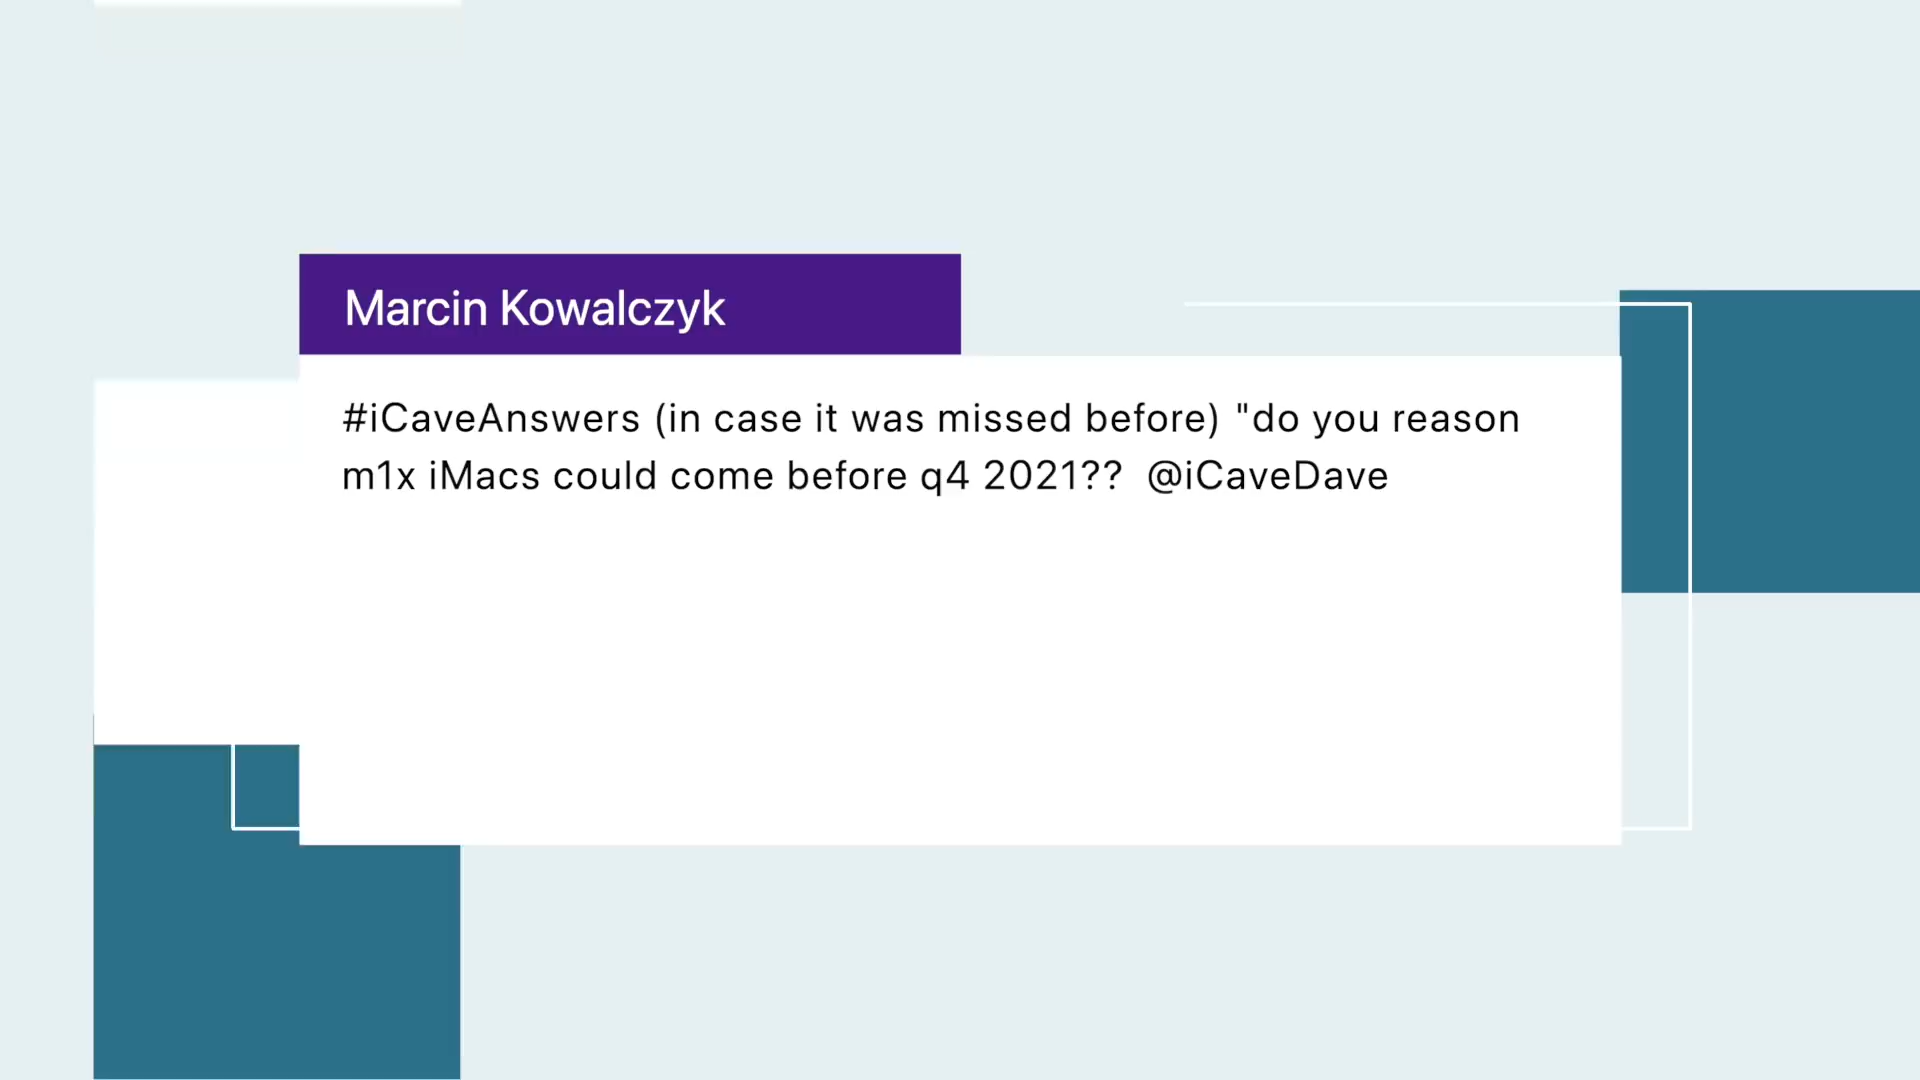 Marcin Kowalczyk
#iCaveAnswers (in case it was missed before) "do you reason
m1x iMacs could come before q4 2021??  @iCaveDave